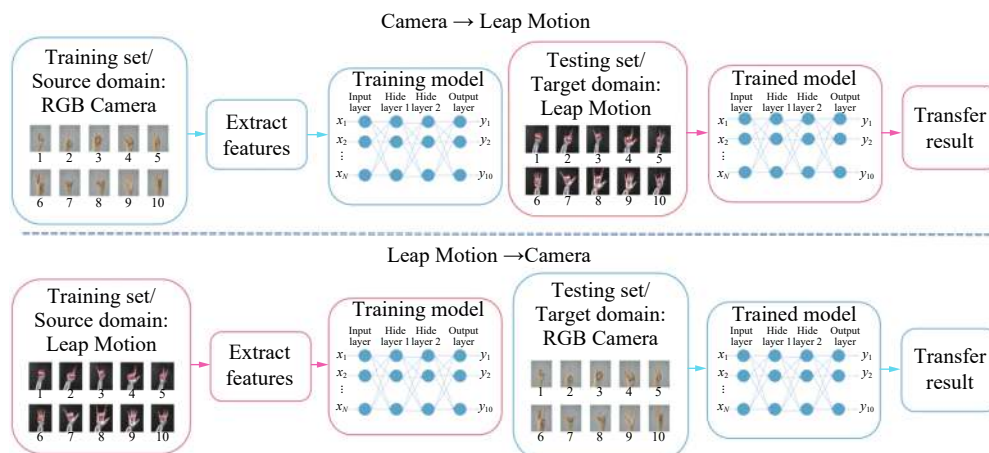 Camera → Leap Motion
Training set/
Source domain:
RGB Camera
1 2 3 4 5
6 7 8 9 10
Extract
features
Training model
Input Hide Hide Output
layer layer 1 layer 2 layer
x1 y1
x2 y2
⋮ ⋮
xN y10
Testing set/
Target domain:
Leap Motion
1 2 3 4 5
6 7 8 9 10
Trained model
Input Hide Hide Output
layer layer 1 layer 2 layer
x1 y1
x2 y2
⋮ ⋮
xN y10
Transfer
result
Leap Motion →Camera
Training set/
Source domain:
Leap Motion
1 2 3 4 5
6 7 8 9 10
Extract
features
Training model
Input Hide Hide Output
layer layer 1 layer 2 layer
x1 y1
x2 y2
⋮ ⋮
xN y10
Testing set/
Target domain:
RGB Camera
1 2 3 4 5
6 7 8 9 10
Trained model
Input Hide Hide Output
layer layer 1 layer 2 layer
x1 y1
x2 y2
⋮ ⋮
xN y10
Transfer
result